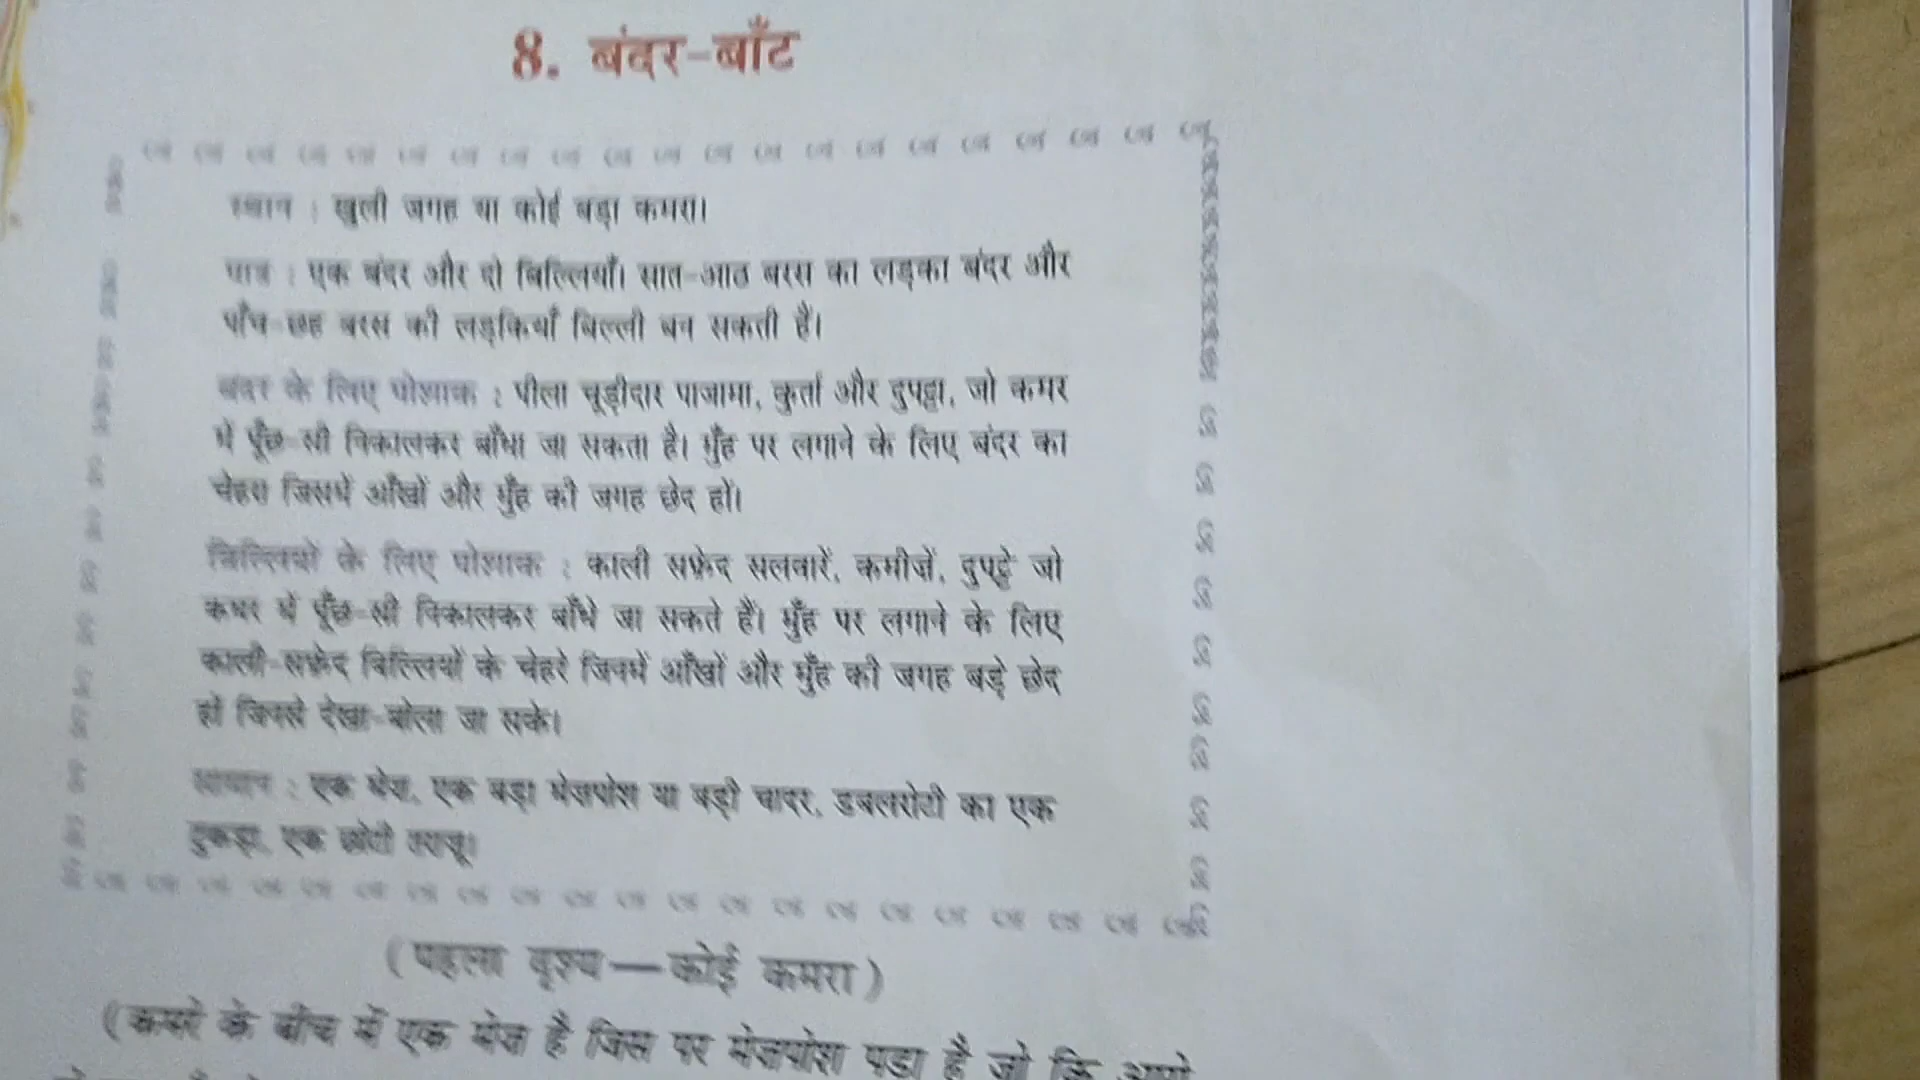 8. बंदर-बाँट
स्थान : खुली जगह या कोई बड़ा कमरा।
पात्र : एक बंदर और दो बिल्लियाँ। सात-आठ बरस का लड़का बंदर और
पाँच-छह बरस की लड़कियाँ बिल्ली बन सकती हैं।
बंदर के लिए पोशाक : पीला चूड़ीदार पाजामा, कुर्ता और दुपट्टा, जो कमर
में पूँछ-सी निकालकर बाँधा जा सकता है। मुँह पर लगाने के लिए बंदर का
चेहरा जिसमें आँखों और मुँह की जगह छेद हों।
बिल्लियों के लिए पोशाक : काली सफ़ेद सलवारें, कमीज़ें, दुपट्टे जो
कमर में पूँछ-सी निकालकर बाँधे जा सकते हैं। मुँह पर लगाने के लिए
काली-सफ़ेद बिल्लियों के चेहरे जिनमें आँखों और मुँह की जगह बड़े छेद
हों जिनसे देखा-बोला जा सके।
सामान : एक मेज़, एक बड़ा मेज़पोश या बड़ी चादर, डबलरोटी का एक
टुकड़ा, एक छोटी तराजू।
(पहला दृश्य—कोई कमरा)
(कमरे के बीच में एक मेज़ है जिस पर मेज़पोश पड़ा है जो कि आगे